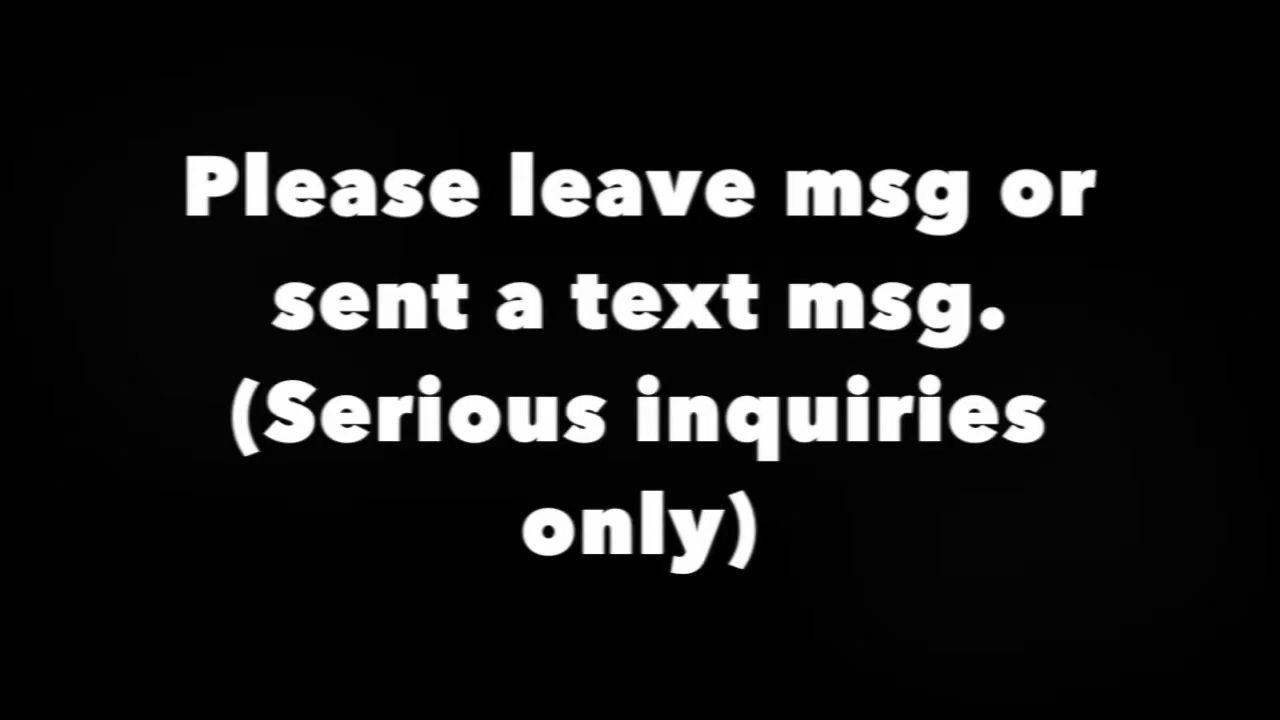 Please leave msg or
sent a text msg.
(Serious inquiries
only)